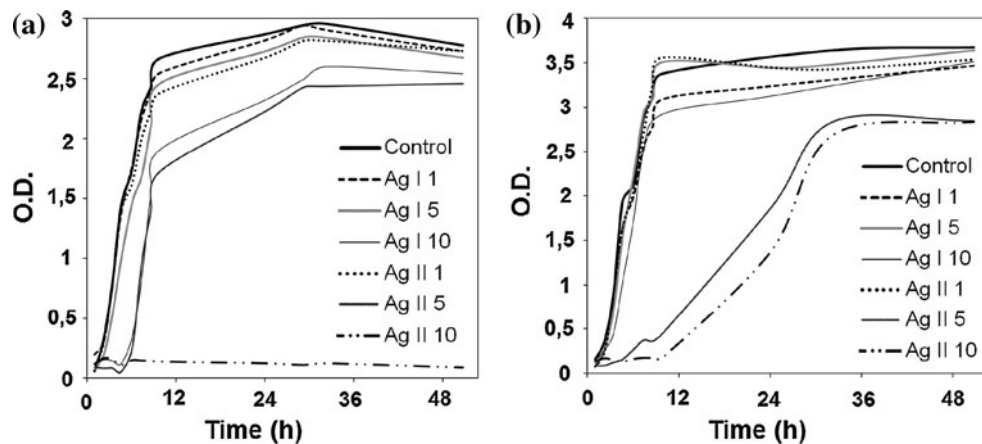 (a)
O.D.
3
2,5
2
1,5
1
0,5
0
0 12 24 36 48
Time (h)
Control
Ag I 1
Ag I 5
Ag I 10
Ag II 1
Ag II 5
Ag II 10
(b)
O.D.
4
3,5
3
2,5
2
1,5
1
0,5
0
0 12 24 36 48
Time (h)
Control
Ag I 1
Ag I 5
Ag I 10
Ag II 1
Ag II 5
Ag II 10